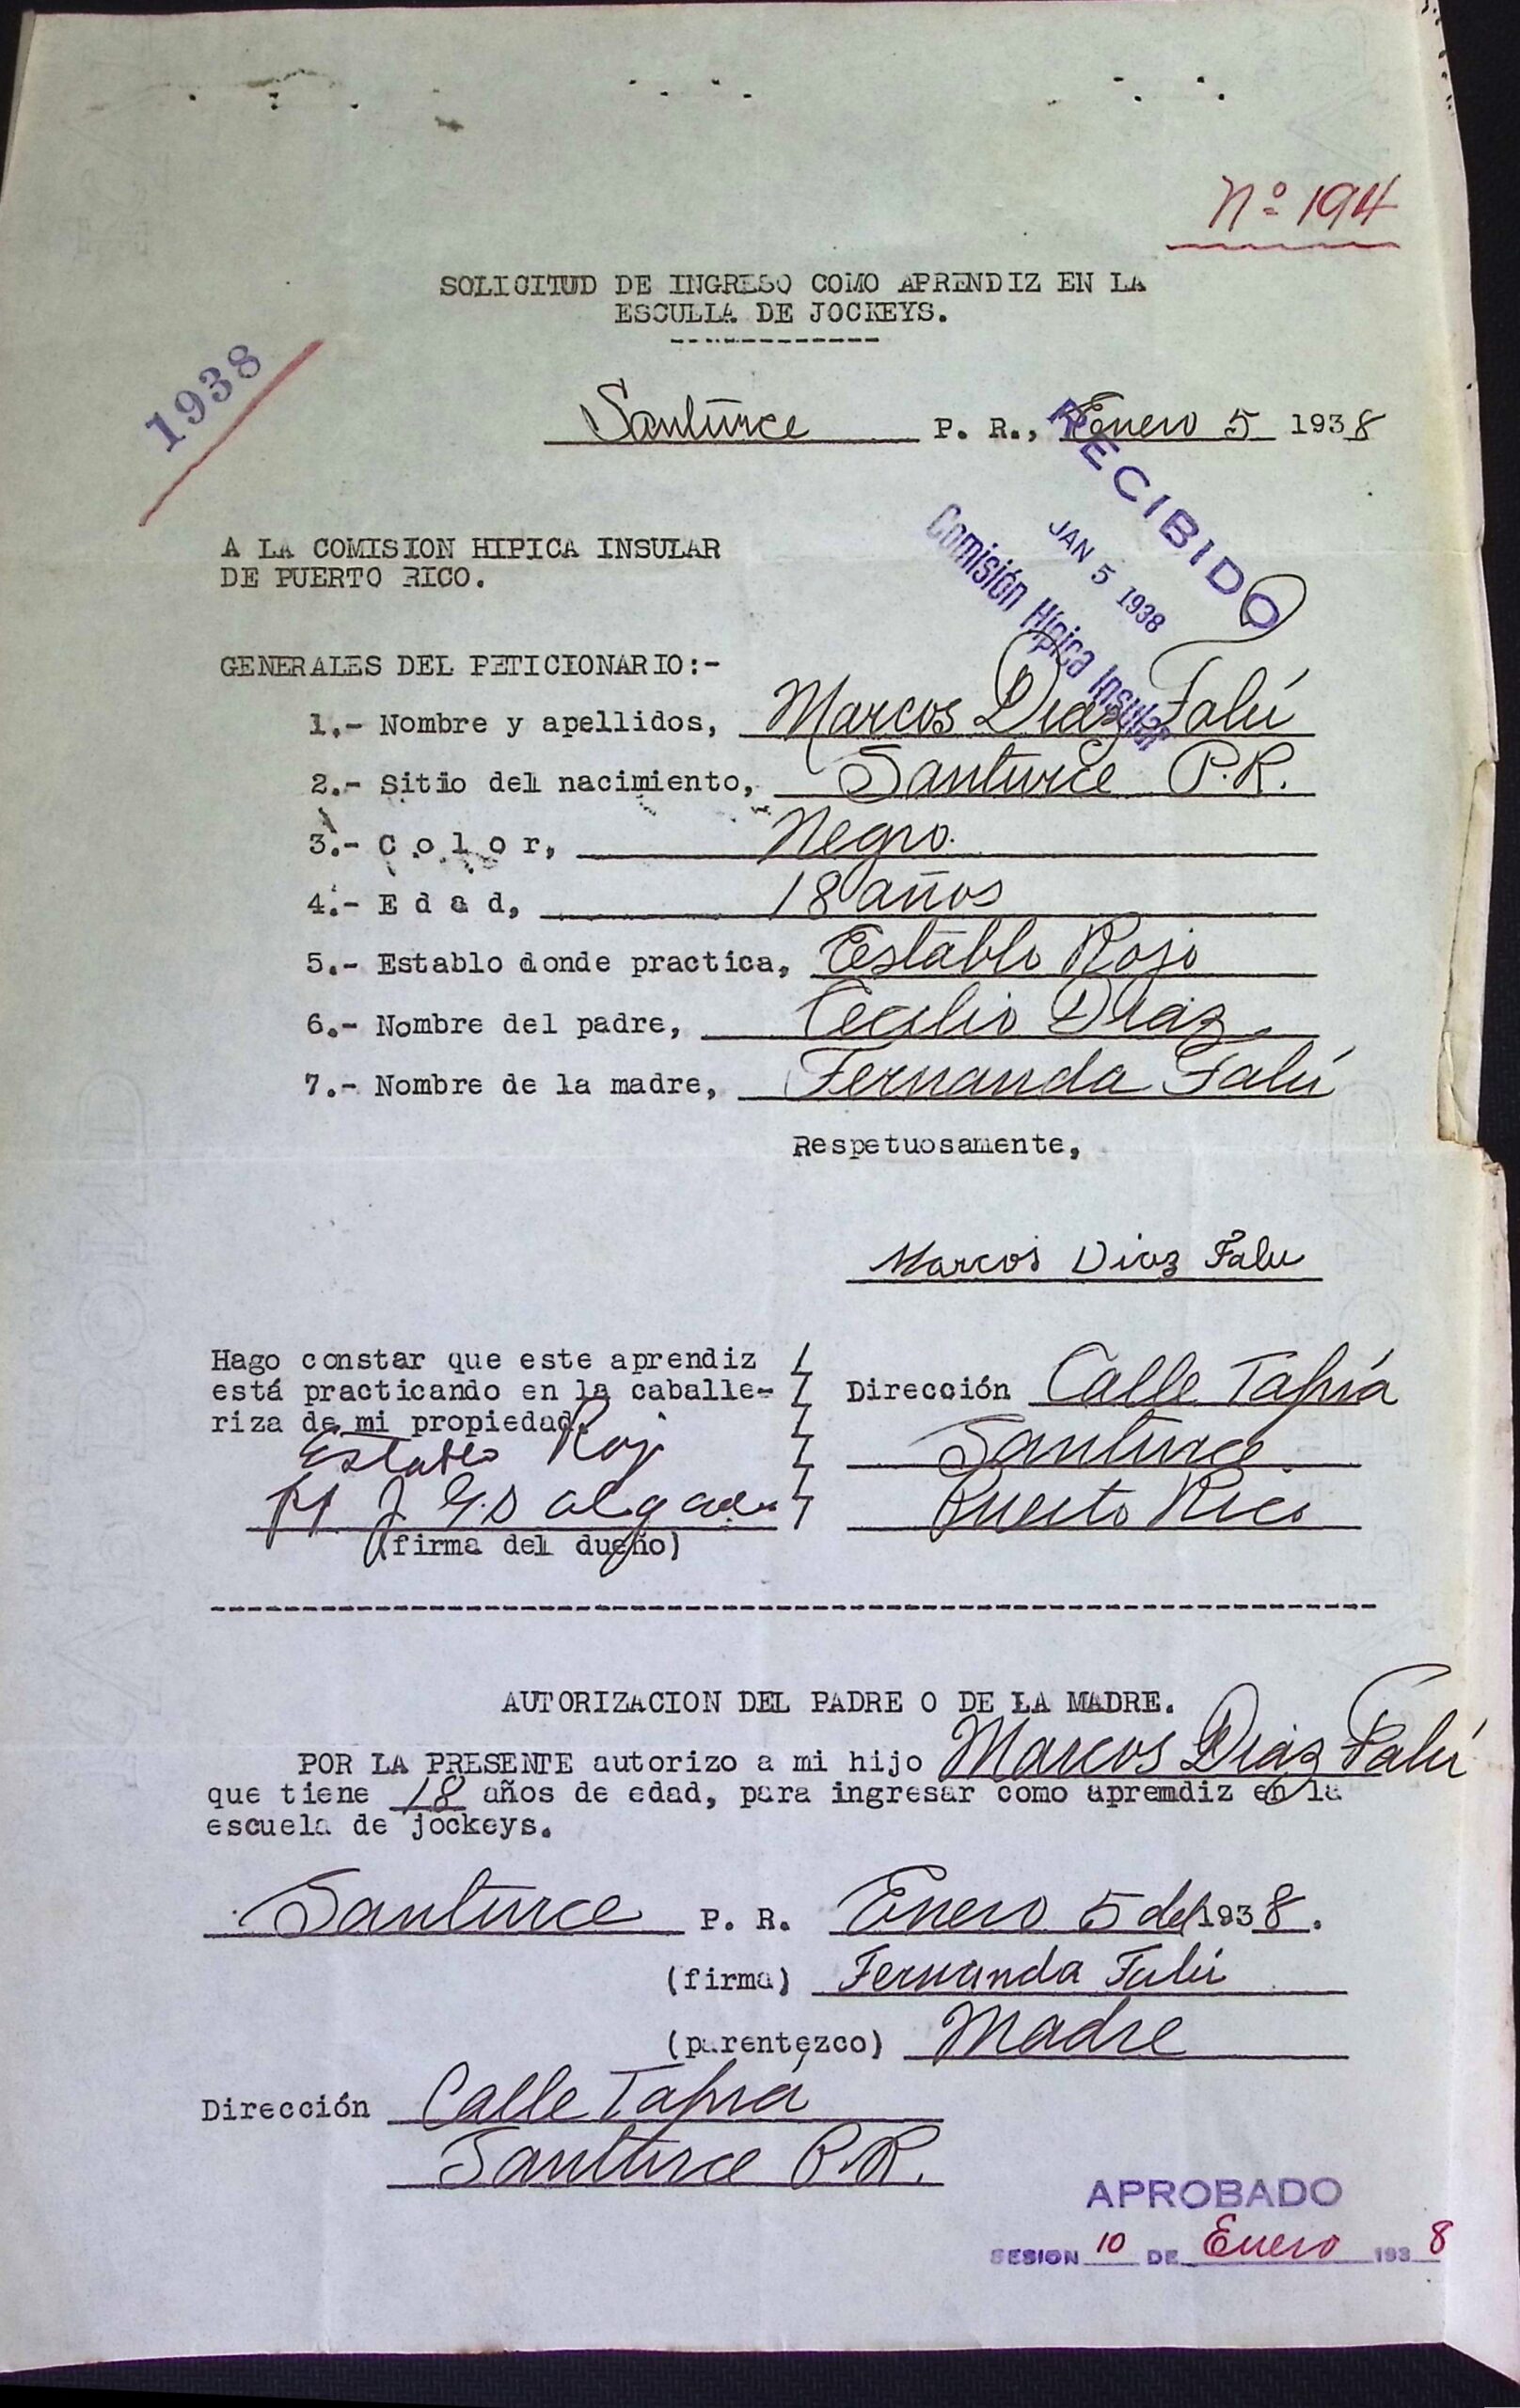 Nº 194
SOLICITUD DE INGRESO COMO APRENDIZ EN LA
ESCUELA DE JOCKEYS.
1938
Santurce P. R., Enero 5 1938
RECIBIDO
JAN 5 1938
Comisión Hípica Insular
A LA COMISION HIPICA INSULAR
DE PUERTO RICO.
GENERALES DEL PETICIONARIO:-
1.- Nombre y apellidos, Marcos Diaz Falú
2.- Sitio del nacimiento, Santurce P.R.
3.- C o l o r, Negro.
4.- E d a d, 18 años
5.- Establo donde practica, Establo Rojo
6.- Nombre del padre, Cecilio Diaz
7.- Nombre de la madre, Fernanda Falú
Respetuosamente,
Marcos Diaz Falu
Hago constar que este aprendiz
está practicando en la caballe-
riza de mi propiedad.
Establo Rojo
(firma del dueño)
Dirección Calle Tapia
Santurce.
Puerto Rico
AUTORIZACION DEL PADRE O DE LA MADRE.
POR LA PRESENTE autorizo a mi hijo Marcos Diaz Falú
que tiene 18 años de edad, para ingresar como apremdiz en la
escuela de jockeys.
Santurce P. R. Enero 5 del 1938.
(firma) Fernanda Falú
(parentezco) Madre
Dirección Calle Tapia
Santurce P.R.
APROBADO
SESION 10 DE Enero 1938